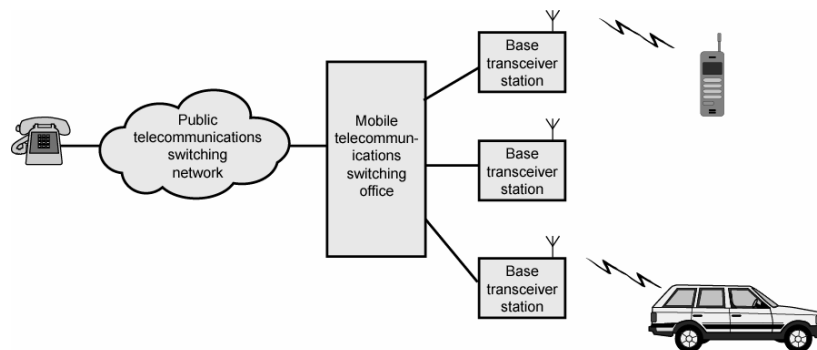 Public
telecommunications
switching
network
Mobile
telecommun-
ications
switching
office
Base
transceiver
station
Base
transceiver
station
Base
transceiver
station